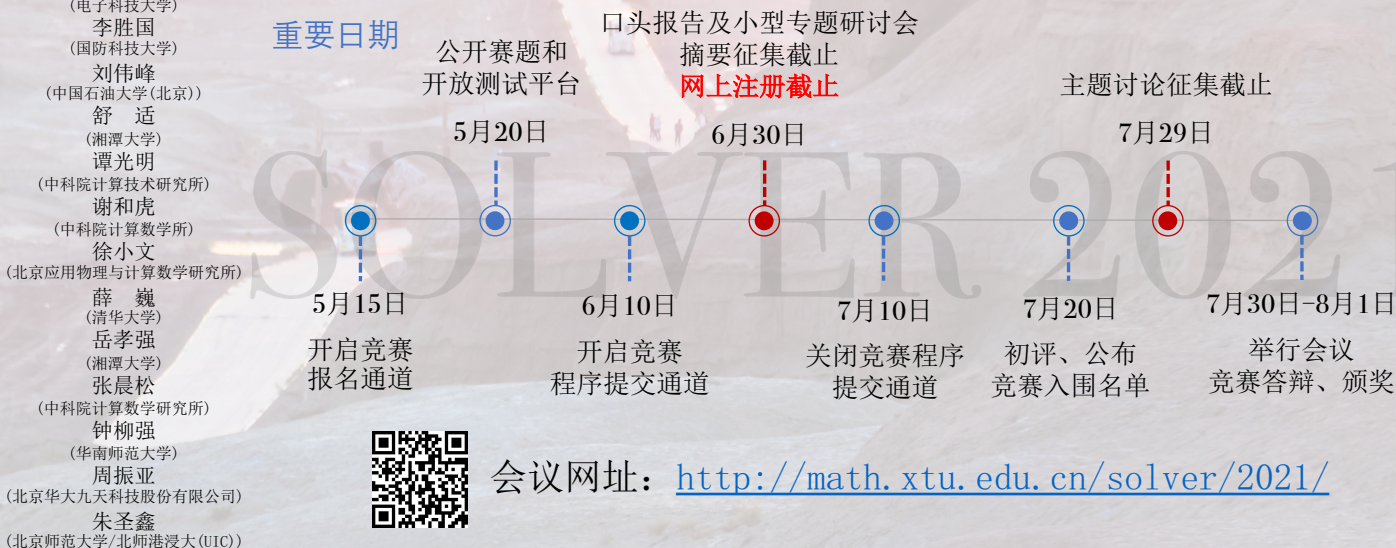 (电子科技大学)
李胜国
(国防科技大学)
刘伟峰
(中国石油大学(北京))
舒 适
(湘潭大学)
谭光明
(中科院计算技术研究所)
谢和虎
(中科院计算数学所)
徐小文
(北京应用物理与计算数学研究所)
薛 巍
(清华大学)
岳孝强
(湘潭大学)
张晨松
(中科院计算数学研究所)
钟柳强
(华南师范大学)
周振亚
(北京华大九天科技股份有限公司)
朱圣鑫
(北京师范大学/北师港浸大(UIC))
重要日期
公开赛题和
开放测试平台
5月20日
口头报告及小型专题研讨会
摘要征集截止
网上注册截止
6月30日
主题讨论征集截止
7月29日
SOLVER 2021
5月15日
开启竞赛
报名通道
6月10日
开启竞赛
程序提交通道
7月10日
关闭竞赛程序
提交通道
7月20日
初评、公布
竞赛入围名单
7月30日-8月1日
举行会议
竞赛答辩、颁奖
会议网址：http://math.xtu.edu.cn/solver/2021/